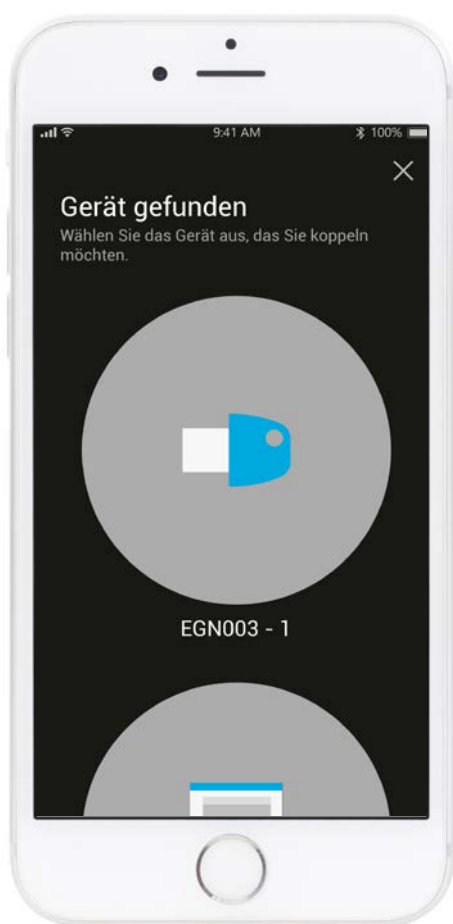 9:41 AM
100%
Gerät gefunden
Wählen Sie das Gerät aus, das Sie koppeln
möchten.
EGN003 - 1